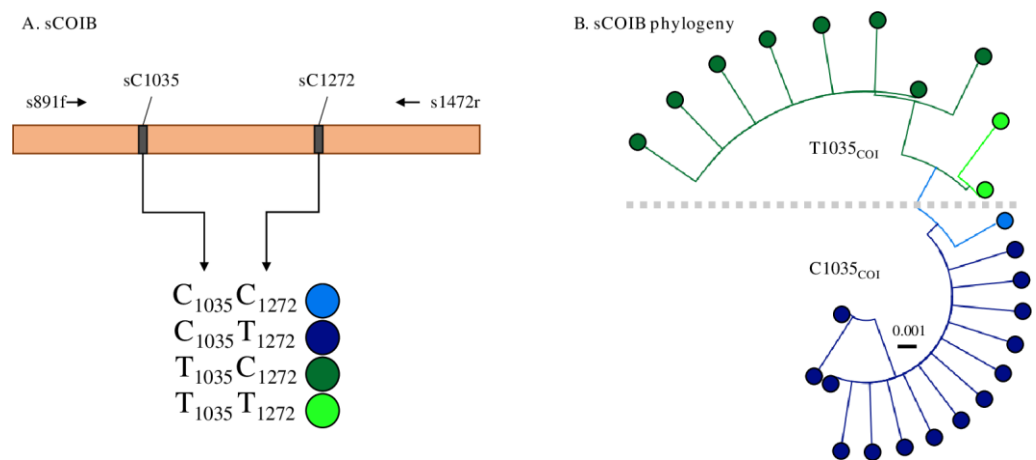 A. sCOIB
sC1035
sC1272
s891f
s1472r
C1035C1272
C1035T1272
T1035C1272
T1035T1272
B. sCOIB phylogeny
T1035COI
C1035COI
0.001